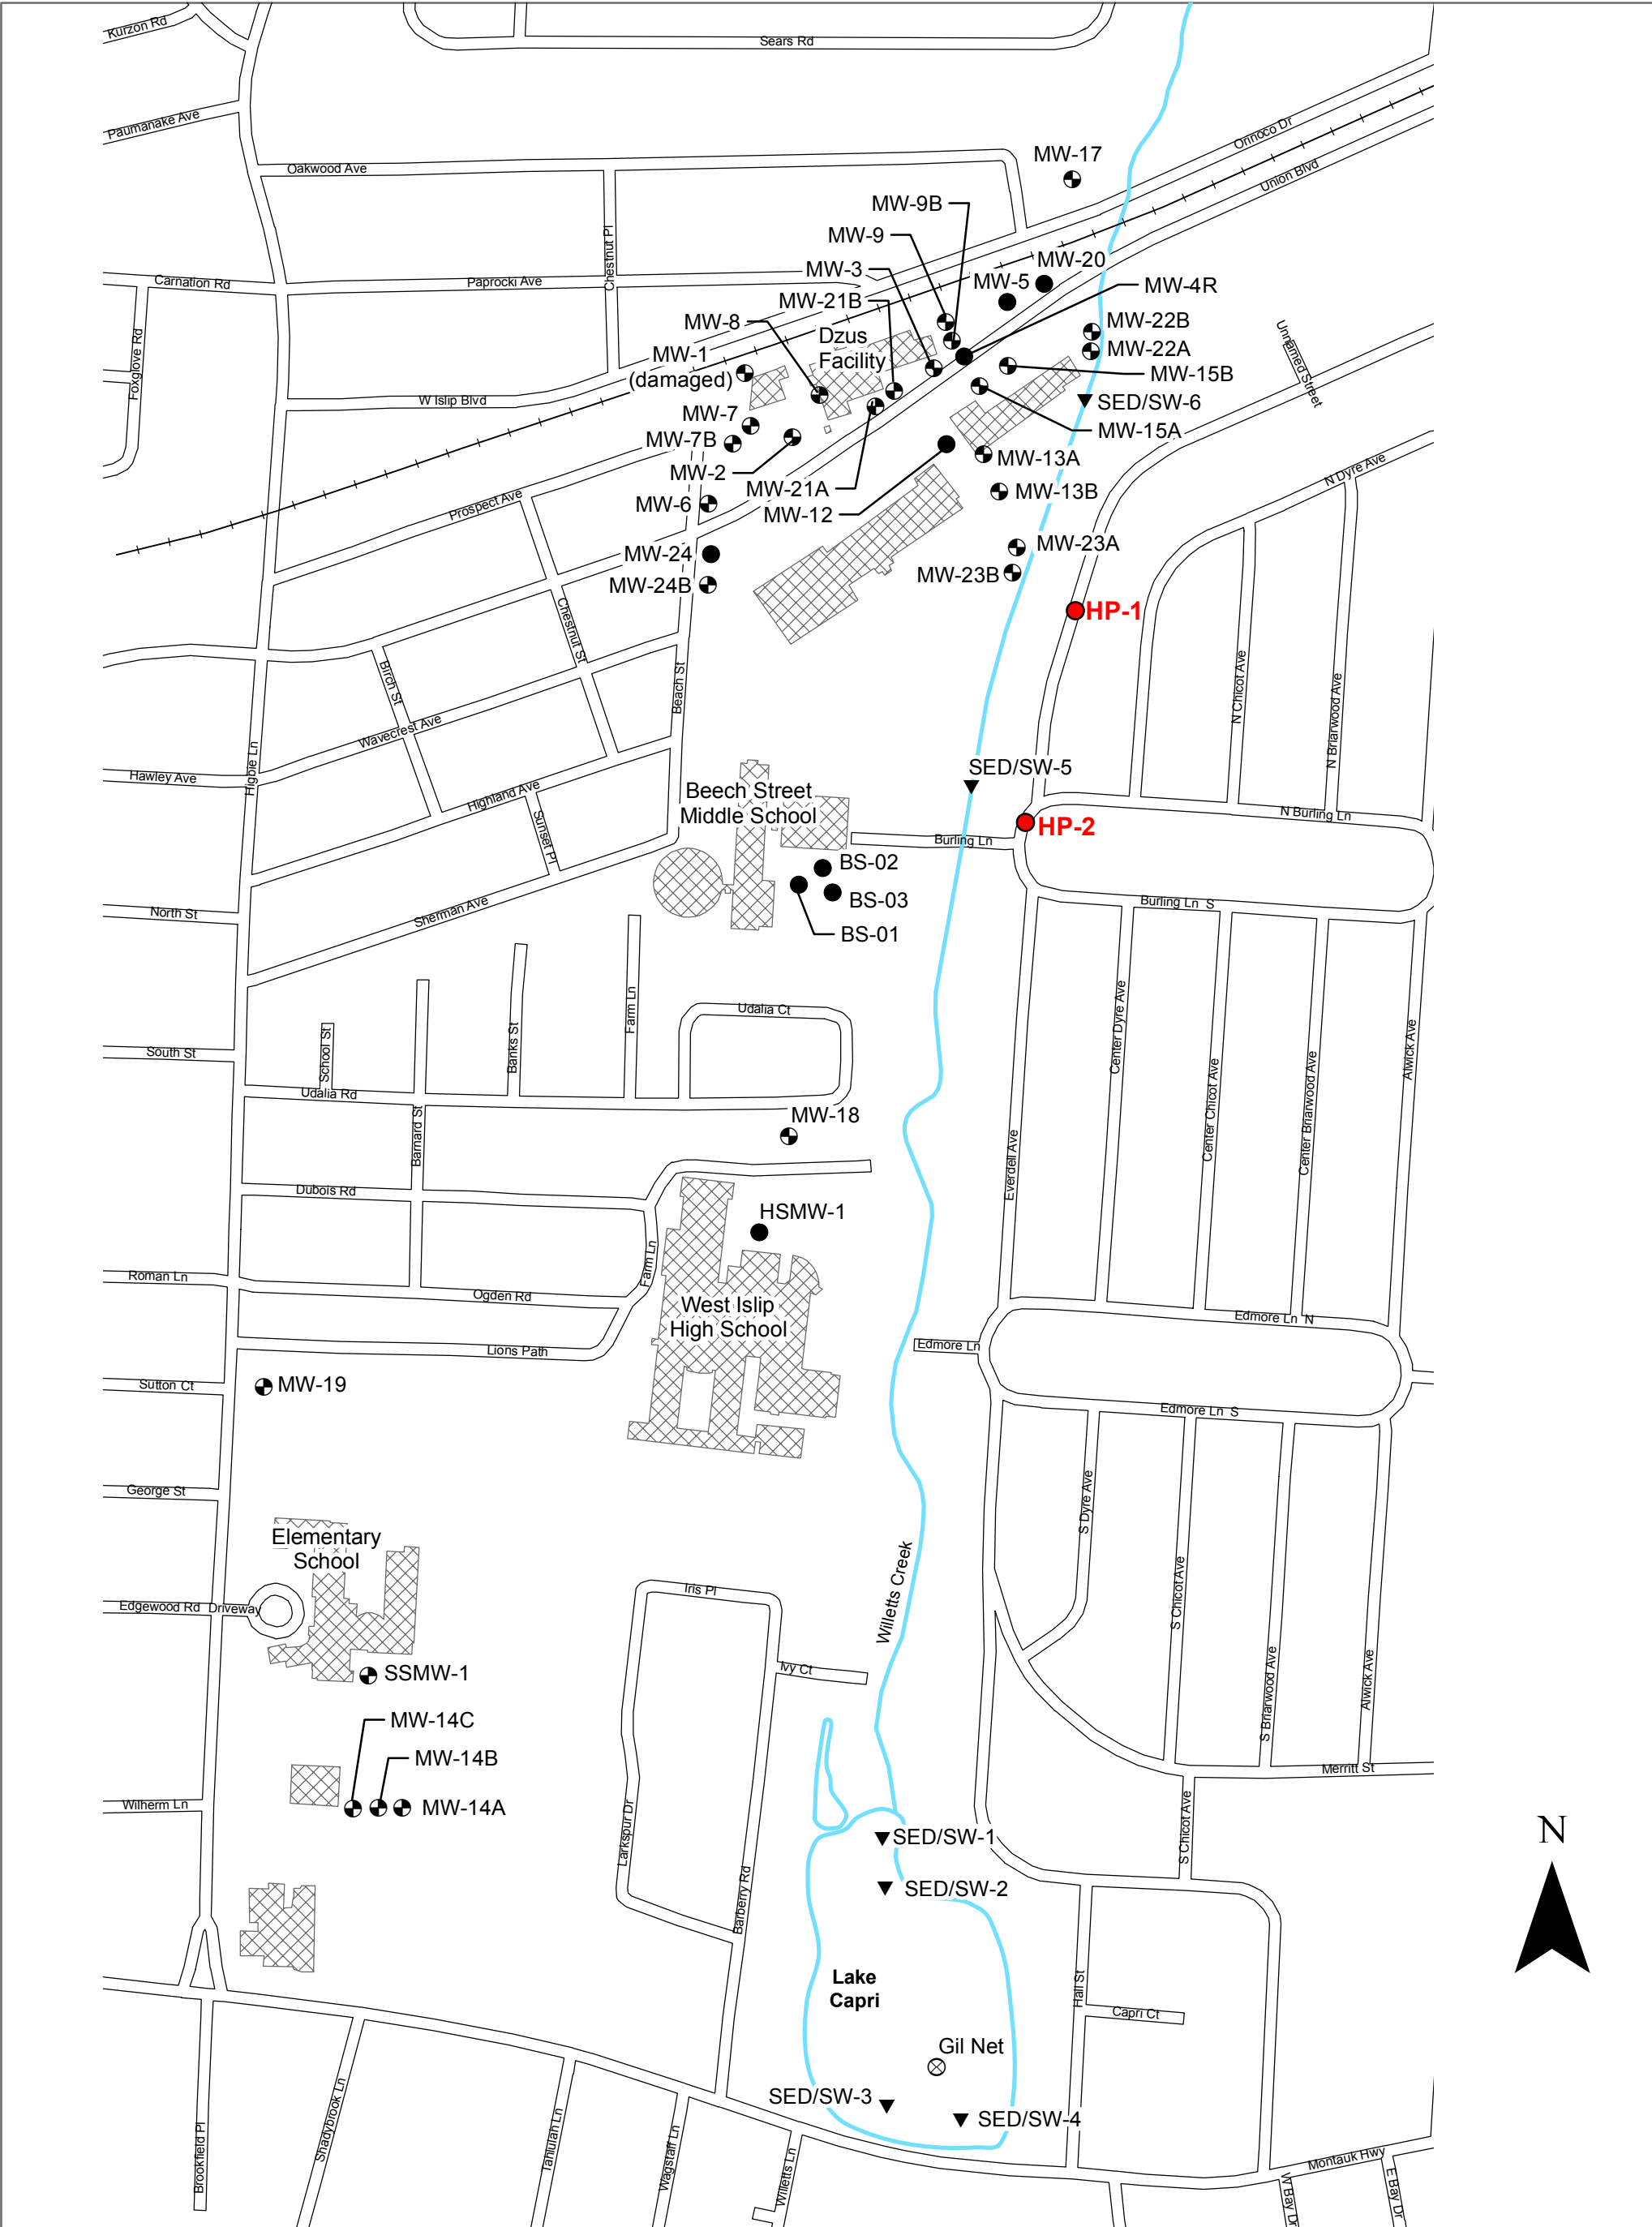 Kurzon Rd
Sears Rd
Paumanake Ave
Orinoco Dr
MW-17
Oakwood Ave
Union Blvd
MW-9B
MW-9
Chestnut Pl
MW-20
MW-3
Carnation Rd
Paprocki Ave
MW-5
MW-4R
MW-21B
MW-8
MW-22B
Dzus
Facility
MW-22A
Foxglove Rd
MW-1
(damaged)
Unnamed Street
MW-15B
W Islip Blvd
SED/SW-6
MW-7
MW-15A
MW-7B
MW-13A
MW-2
N Dyre Ave
MW-21A
MW-13B
MW-6
Prospect Ave
MW-12
MW-23A
MW-24
MW-23B
MW-24B
HP-1
Chestnut St
Birch St
Beach St
N Chicot Ave
N Briarwood Ave
Wavecrest Ave
Higbie Ln
SED/SW-5
Hawley Ave
Beech Street
Middle School
Highland Ave
N Burling Ln
HP-2
Sunset Pl
Burling Ln
BS-02
BS-03
Burling Ln S
North St
Sherman Ave
BS-01
Farm Ln
Udalia Ct
Center Dyre Ave
School St
Banks St
South St
Alwick Ave
Udalia Rd
Center Chicot Ave
Center Briarwood Ave
MW-18
Barnard St
Everdell Ave
Dubois Rd
HSMW-1
Farm Ln
Roman Ln
Ogden Rd
West Islip
High School
Edmore Ln N
Edmore Ln
Lions Path
Sutton Ct
MW-19
Edmore Ln S
George St
S Dyre Ave
Elementary
School
Willetts Creek
Iris Pl
S Chicot Ave
Edgewood Rd Driveway
SSMW-1
Ivy Ct
S Briarwood Ave
Alwick Ave
MW-14C
MW-14B
Merritt St
Wilherm Ln
MW-14A
Larkspur Dr
S Chicot Ave
N
SED/SW-1
SED/SW-2
Barberry Rd
Lake
Capri
Hall St
Capri Ct
Gil Net
SED/SW-3
SED/SW-4
Shadybrook Ln
Brookfield Pl
Tahlulah Ln
Wagstaff Ln
Willetts Ln
Montauk Hwy
W Bay Dr
E Bay Dr